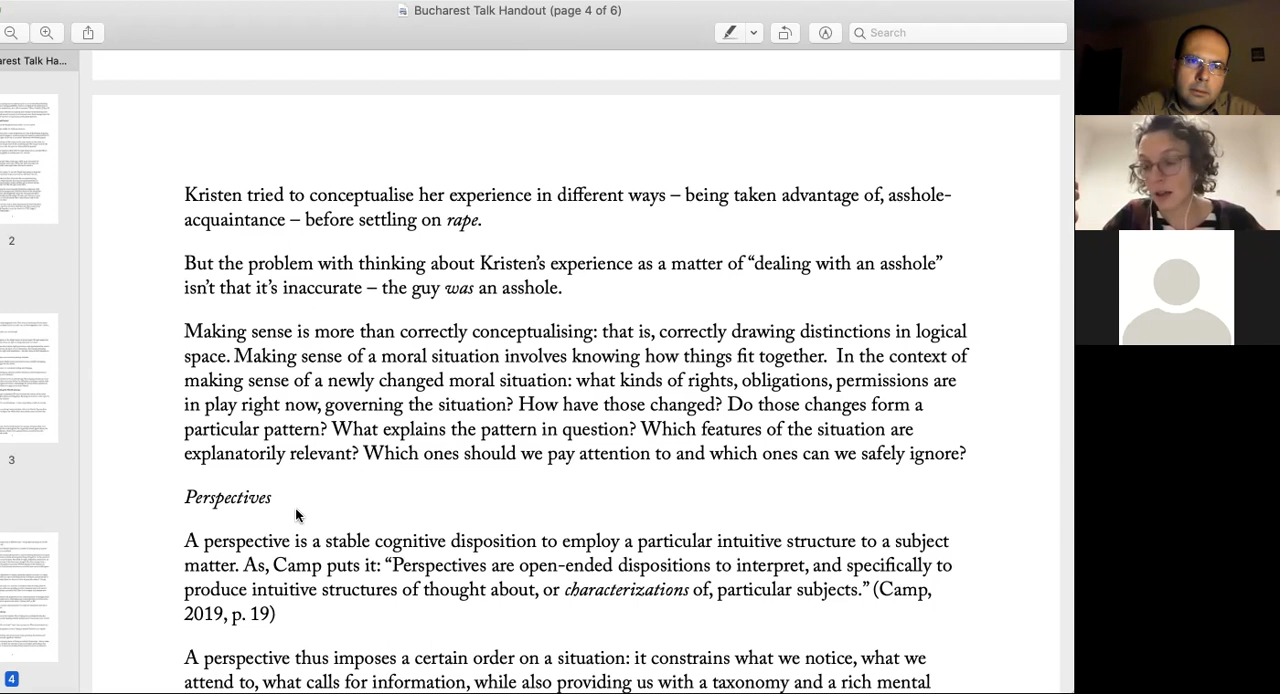 Bucharest Talk Handout (page 4 of 6)
Search
arest Talk Ha...
2
3
4
Kristen tried to conceptualise her experience in different ways – being taken advantage of, asshole-
acquaintance – before settling on rape.
But the problem with thinking about Kristen's experience as a matter of “dealing with an asshole”
isn't that it's inaccurate – the guy was an asshole.
Making sense is more than correctly conceptualising: that is, correctly drawing distinctions in logical
space. Making sense of a moral situation involves knowing how things fit together. In the context of
making sense of a newly changed moral situation: what kinds of rights, obligations, permissions are
in play right now, governing the situation? How have those changed? Do those changes form a
particular pattern? What explains the pattern in question? Which features of the situation are
explanatorily relevant? Which ones should we pay attention to and which ones can we safely ignore?
Perspectives
A perspective is a stable cognitive disposition to employ a particular intuitive structure to a subject
matter. As, Camp puts it: “Perspectives are open-ended dispositions to interpret, and specifically to
produce intuitive structures of thought about, or characterizations of, particular subjects.” (Camp,
2019, p. 19)
A perspective thus imposes a certain order on a situation: it constrains what we notice, what we
attend to, what calls for information, while also providing us with a taxonomy and a rich mental